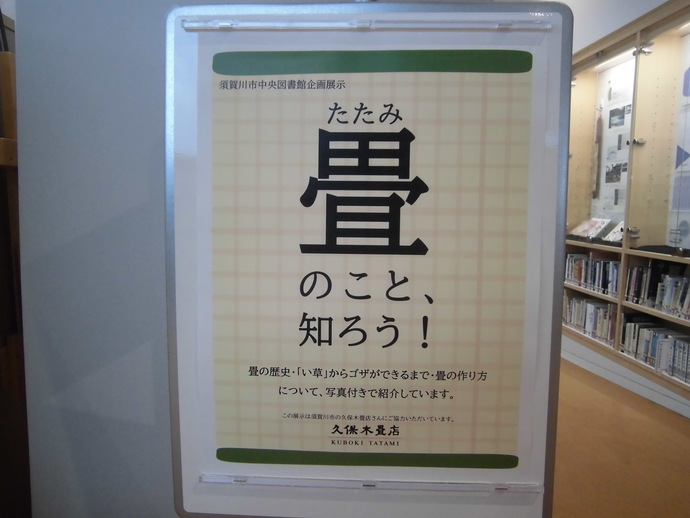 須賀川市中央図書館企画展示
たたみ
畳
のこと、
知ろう！
畳の歴史・「い草」からゴザができるまで・畳の作り方
について、写真付きで紹介しています。
この展示は須賀川市の久保木畳店さんにご協力いただいています。
久保木畳店
KUBOKI TATAMI